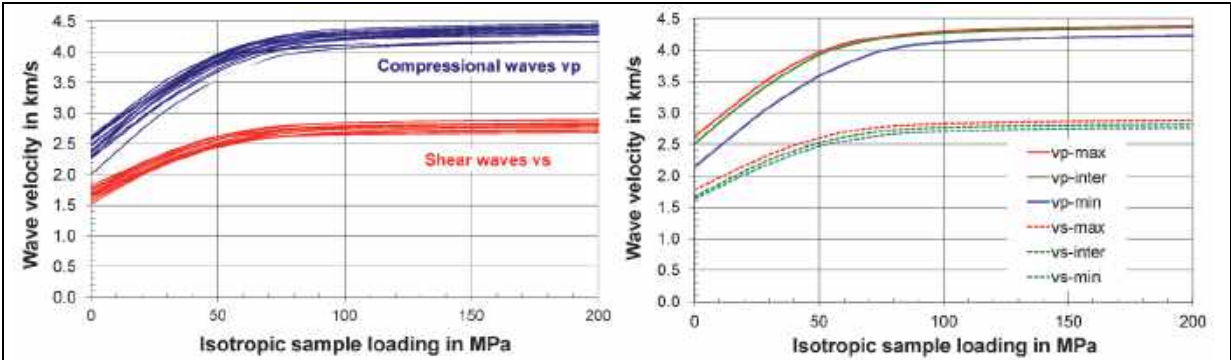 4.5
4.0
3.5
3.0
2.5
2.0
1.5
1.0
0.5
0.0
Wave velocity in km/s
Compressional waves vp
Shear waves vs
0 50 100 150 200
Isotropic sample loading in MPa
4.5
4.0
3.5
3.0
2.5
2.0
1.5
1.0
0.5
0.0
Wave velocity in km/s
vp-max
vp-inter
vp-min
vs-max
vs-inter
vs-min
0 50 100 150 200
Isotropic sample loading in MPa